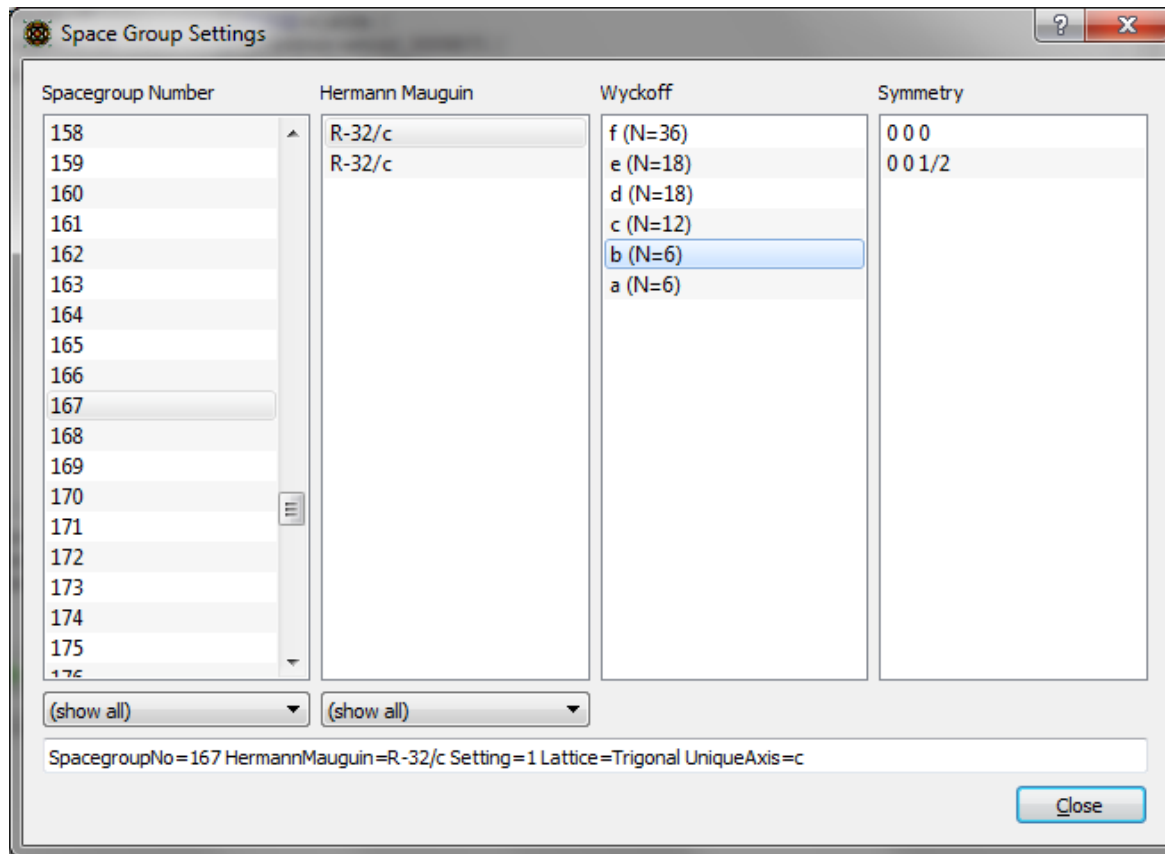 Space Group Settings
?
X
Spacegroup Number
Hermann Mauguin
Wyckoff
Symmetry
158
159
160
161
162
163
164
165
166
167
168
169
170
171
172
173
174
175
176
(show all)
R-32/c
R-32/c
(show all)
f (N=36)
e (N=18)
d (N=18)
c (N=12)
b (N=6)
a (N=6)
0 0 0
0 0 1/2
SpacegroupNo=167 HermannMauguin=R-32/c Setting=1 Lattice=Trigonal UniqueAxis=c
Close